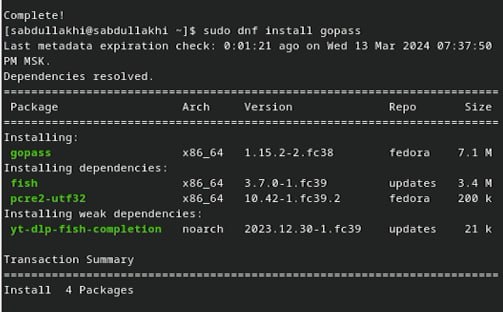 Complete!
[sabdullakhi@sabdullakhi ~]$ sudo dnf install gopass
Last metadata expiration check: 0:01:21 ago on Wed 13 Mar 2024 07:37:50
PM MSK.
Dependencies resolved.
================================================================================
Package Arch Version Repo Size
================================================================================
Installing:
gopass x86_64 1.15.2-2.fc38 fedora 7.1 M
Installing dependencies:
fish x86_64 3.7.0-1.fc39 updates 3.4 M
pcre2-utf32 x86_64 10.42-1.fc39.2 fedora 200 k
Installing weak dependencies:
yt-dlp-fish-completion noarch 2023.12.30-1.fc39 updates 21 k
Transaction Summary
================================================================================
Install 4 Packages